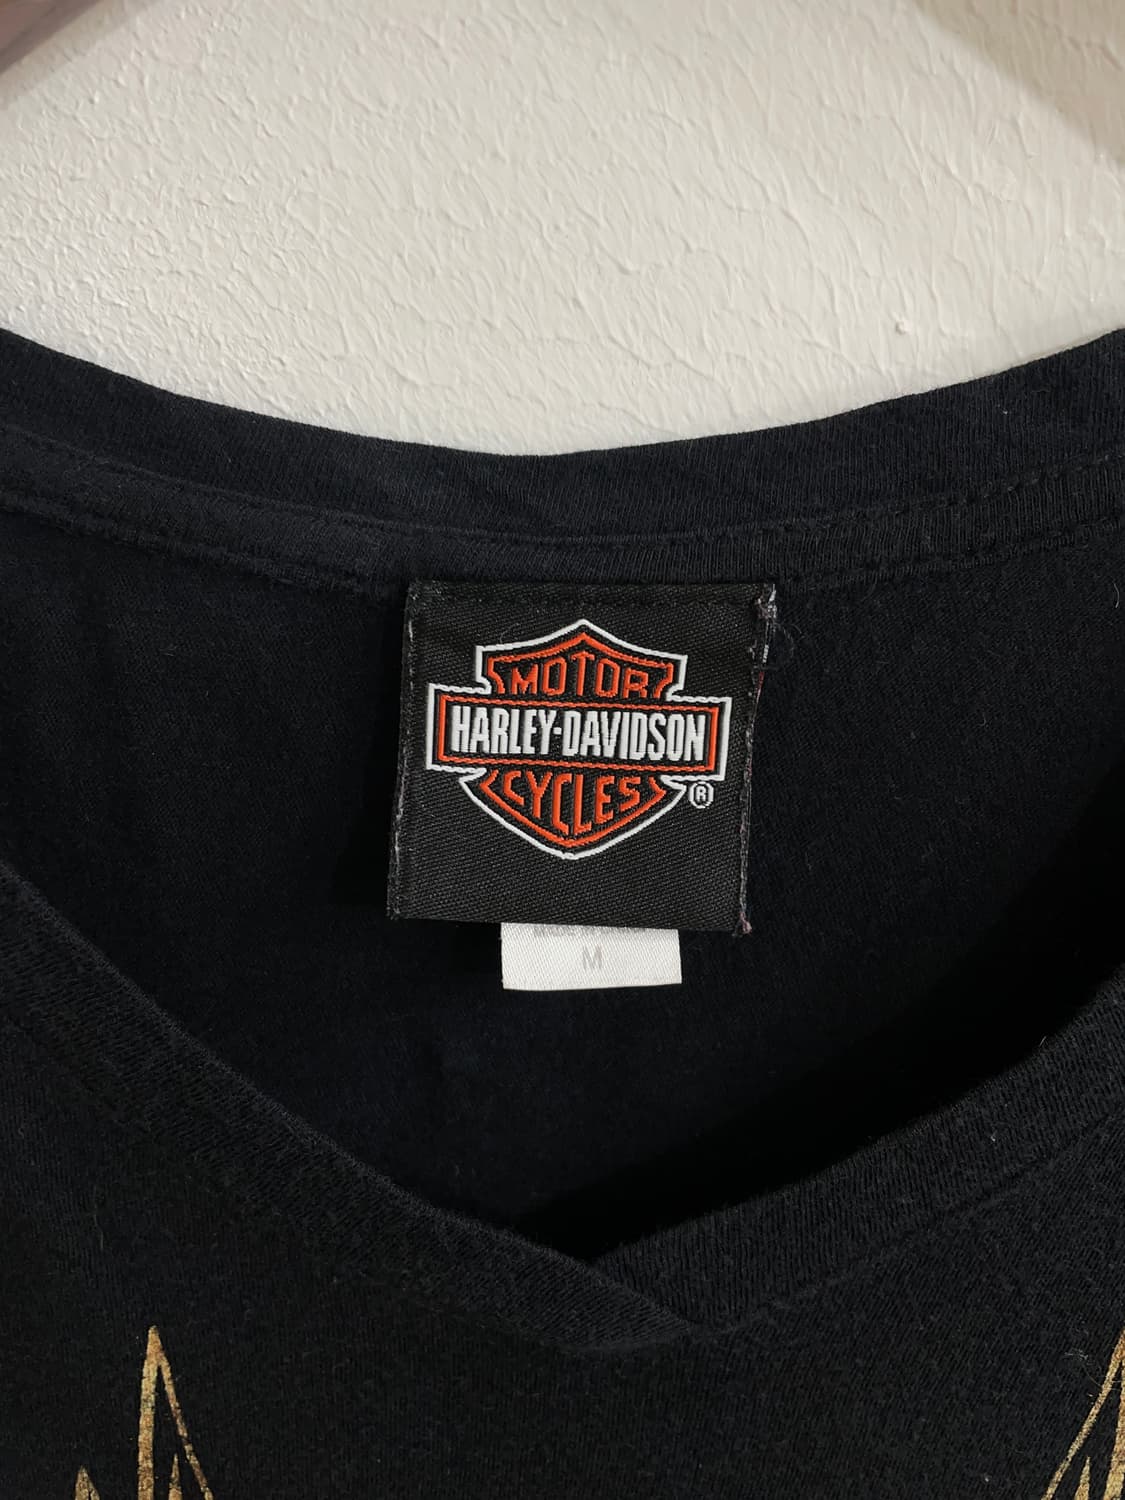 MOTOR
HARLEY-DAVIDSON
CYCLES
®
M